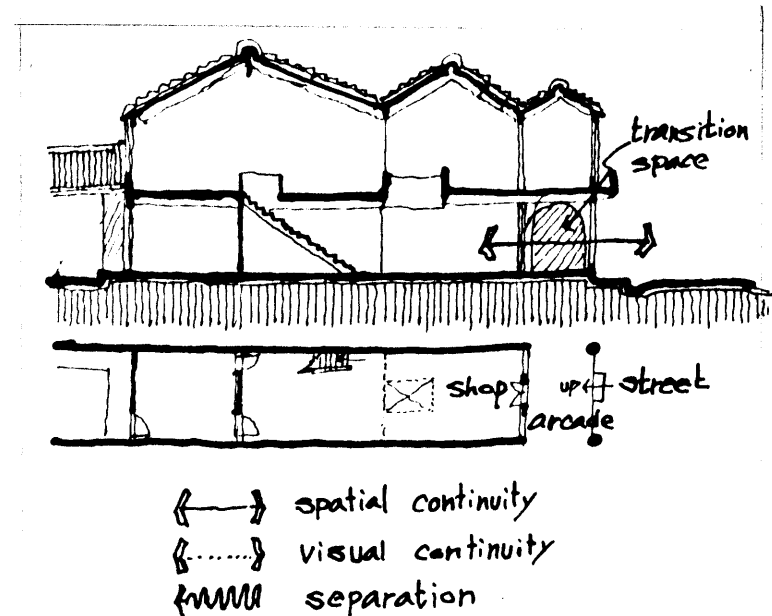 transition
space
shop
up
street
arcade
spatial continuity
visual continuity
separation